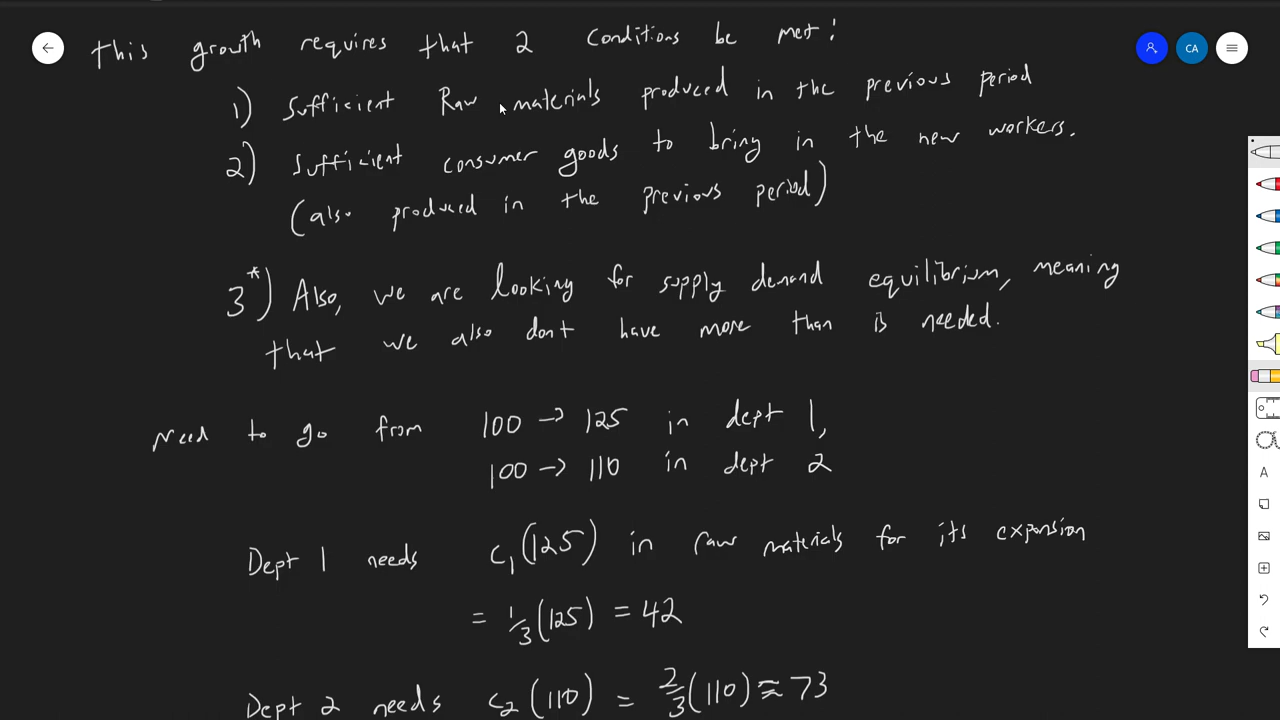 This growth requires that 2 conditions be met:
1) Sufficient Raw materials produced in the previous period
2) Sufficient consumer goods to bring in the new workers.
(also produced in the previous period)
3*) Also, we are looking for supply demand equilibrium, meaning
that we also don't have more than is needed.
Need to go from 100 → 125 in dept 1,
100 → 110 in dept 2
Dept 1 needs c₁(125) in raw materials for its expansion
= 1/3(125) = 42
Dept 2 needs c₂(110) = 2/3(110) ≈ 73
CA
A